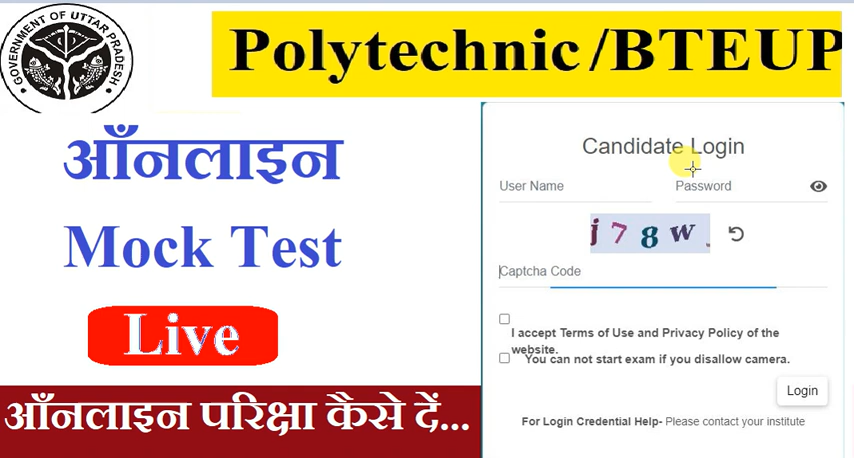 GOVERNMENT OF UTTAR PRADESH
Polytechnic /BTEUP
ऑंनलाइन
Mock Test
Live
ऑंनलाइन परिक्षा कैसे दें...
Candidate Login
User Name
Password
j78w
Captcha Code
I accept Terms of Use and Privacy Policy of the
website.
You can not start exam if you disallow camera.
Login
For Login Credential Help- Please contact your institute